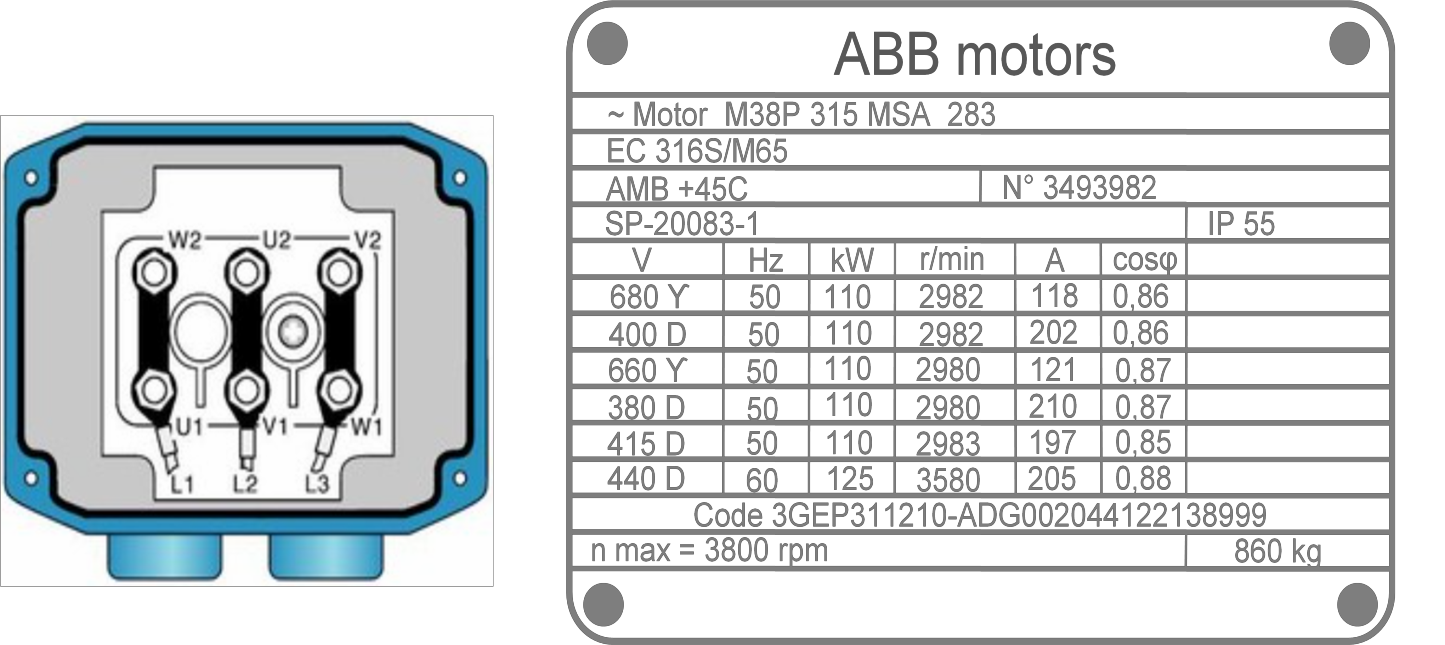 W2 U2 V2
U1 V1 W1
L1 L2 L3
ABB motors
~ Motor M38P 315 MSA 283
EC 316S/M65
AMB +45C N° 3493982
SP-20083-1 IP 55
V Hz kW r/min A cosφ
680 Y 50 110 2982 118 0,86
400 D 50 110 2982 202 0,86
660 Y 50 110 2980 121 0,87
380 D 50 110 2980 210 0,87
415 D 50 110 2983 197 0,85
440 D 60 125 3580 205 0,88
Code 3GEP311210-ADG002044122138999
n max = 3800 rpm 860 kg